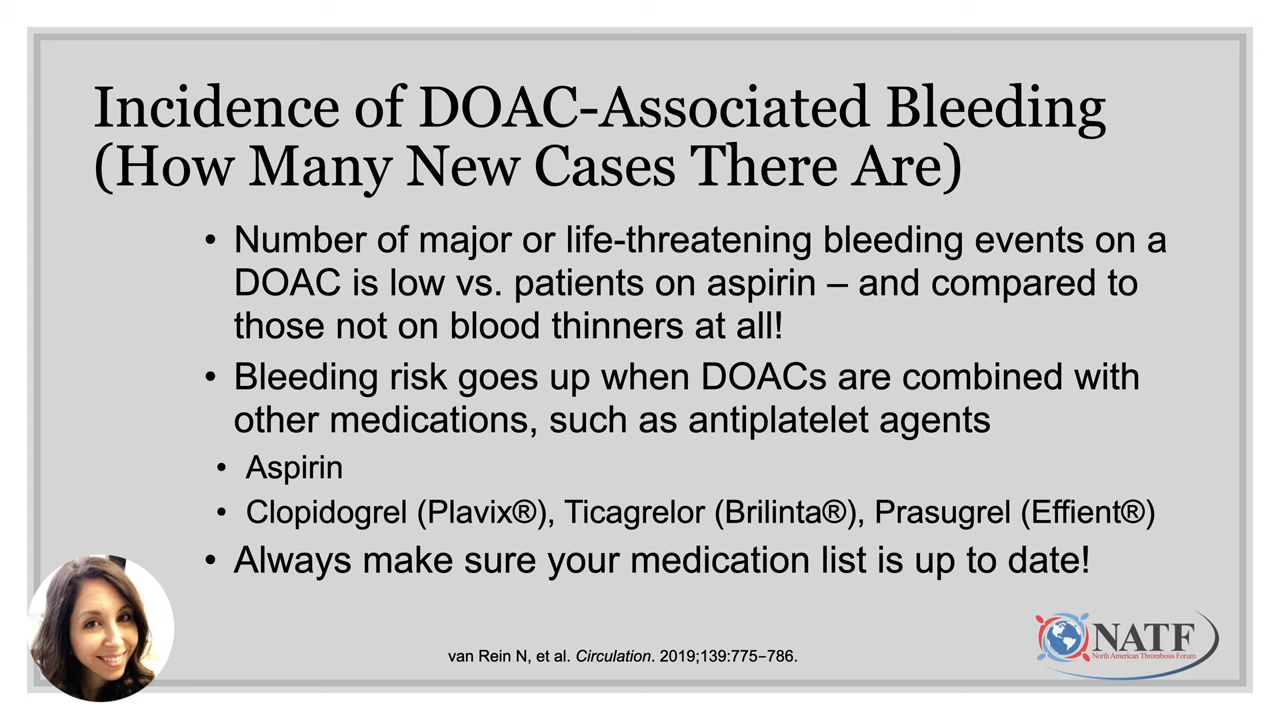 Incidence of DOAC-Associated Bleeding
(How Many New Cases There Are)
• Number of major or life-threatening bleeding events on a
DOAC is low vs. patients on aspirin – and compared to
those not on blood thinners at all!
• Bleeding risk goes up when DOACs are combined with
other medications, such as antiplatelet agents
• Aspirin
• Clopidogrel (Plavix®), Ticagrelor (Brilinta®), Prasugrel (Effient®)
• Always make sure your medication list is up to date!
van Rein N, et al. Circulation. 2019;139:775–786.
NATF
North American Thrombosis Forum